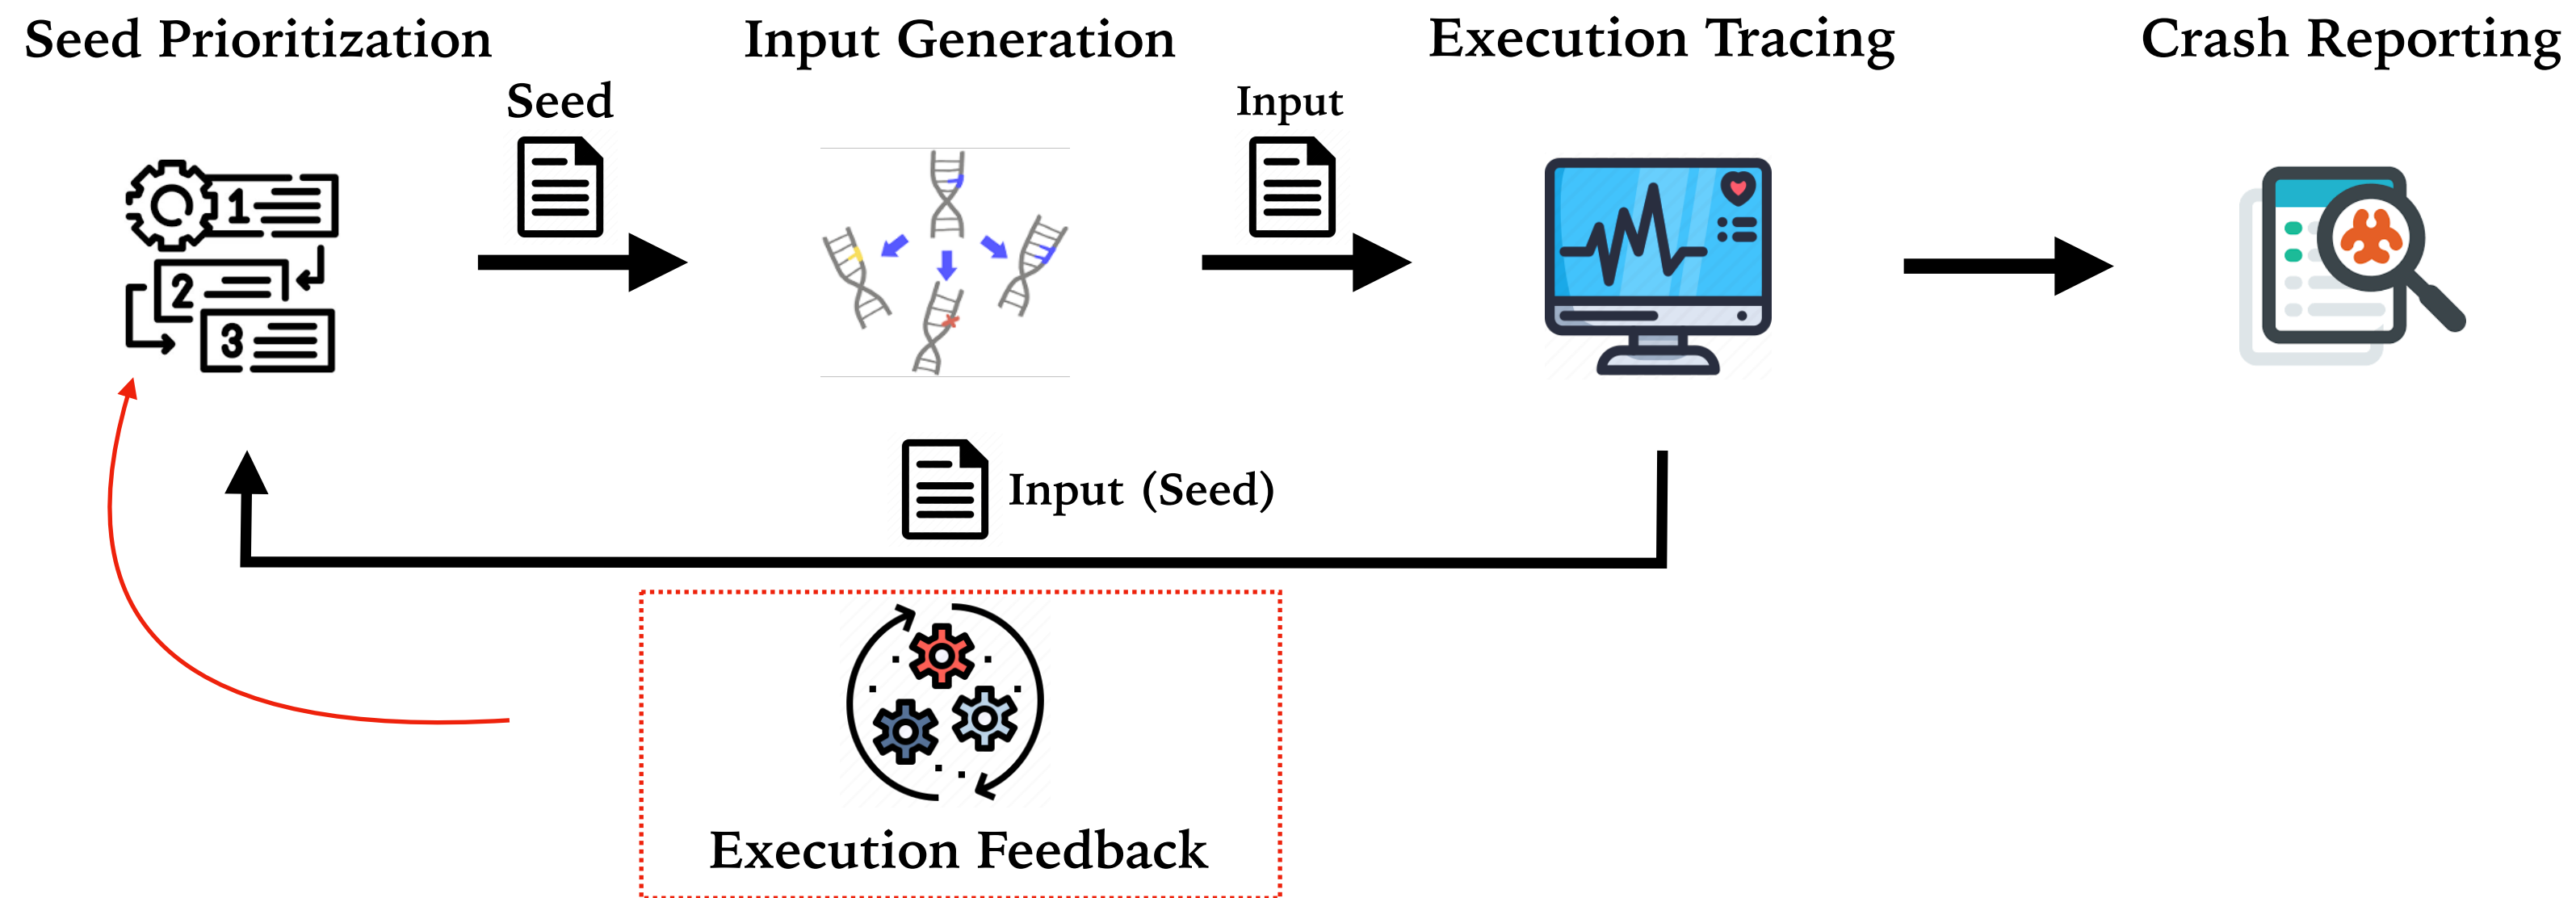 Seed Prioritization
Input Generation
Execution Tracing
Crash Reporting
Seed
Input
1
2
3
Input (Seed)
Execution Feedback